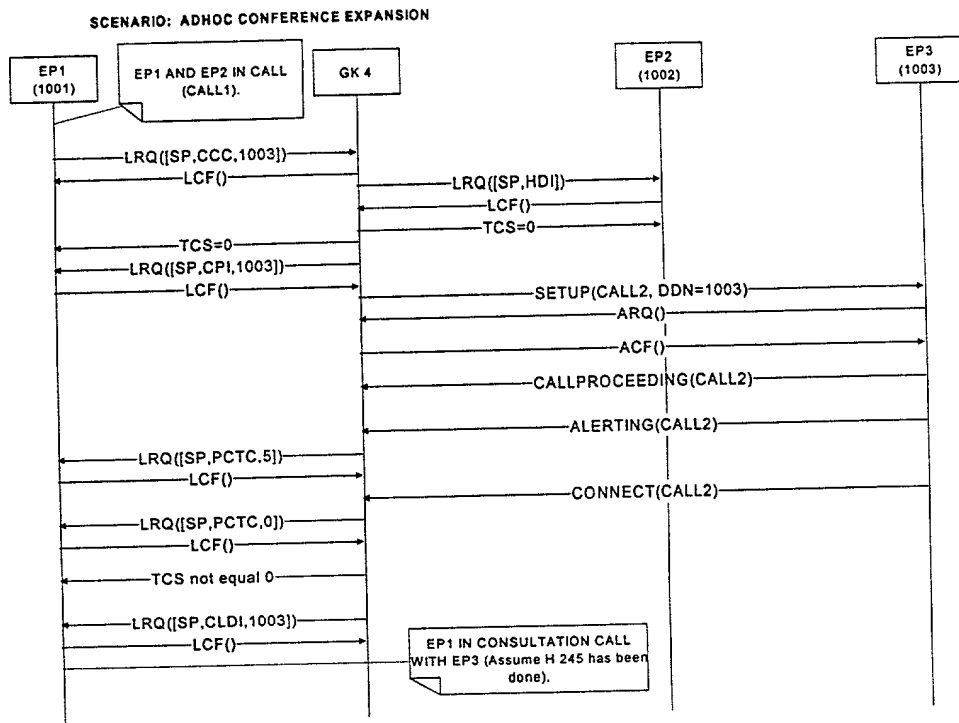 SCENARIO: ADHOC CONFERENCE EXPANSION
EP1
(1001)
EP1 AND EP2 IN CALL
(CALL1).
GK 4
EP2
(1002)
EP3
(1003)
LRQ([SP,CCC,1003])
LCF()
LRQ([SP,HDI])
LCF()
TCS=0
TCS=0
LRQ([SP,CPI,1003])
LCF()
SETUP(CALL2, DDN=1003)
ARQ()
ACF()
CALLPROCEEDING(CALL2)
ALERTING(CALL2)
LRQ([SP,PCTC,5])
LCF()
CONNECT(CALL2)
LRQ([SP,PCTC,0])
LCF()
TCS not equal 0
LRQ([SP,CLDI,1003])
LCF()
EP1 IN CONSULTATION CALL
WITH EP3 (Assume H 245 has been
done).